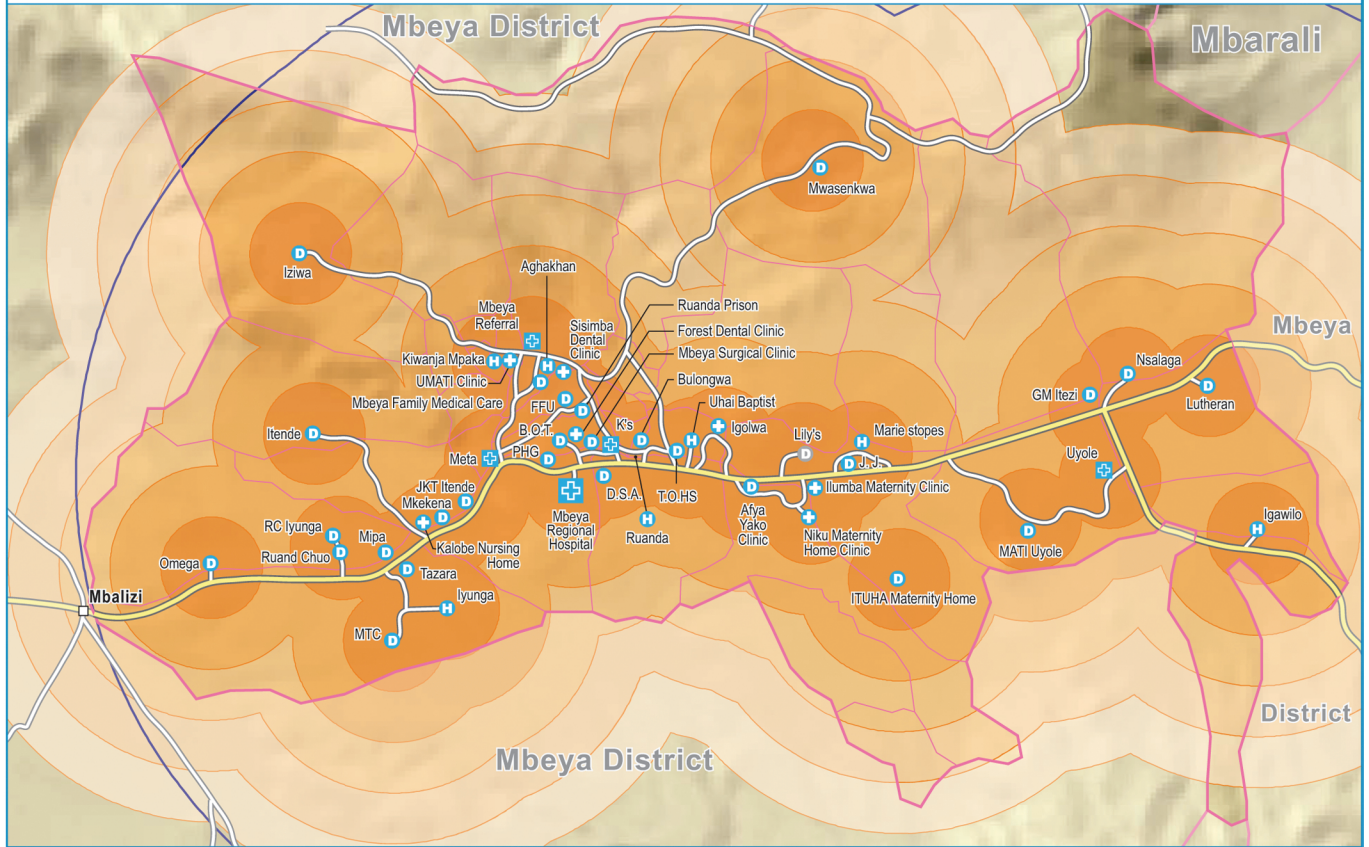 Mbeya District
Mbarali
Mwasenkwa
Iziwa
Aghakhan
Mbeya
Referral
Sisimba
Dental
Clinic
Ruanda Prison
Forest Dental Clinic
Mbeya Surgical Clinic
Mbeya
Kiwanja Mpaka
H
UMATI Clinic
Bulongwa
Nsalaga
Mbeya Family Medical Care
FFU
Uhai Baptist
GM Itezi
Lutheran
Itende
B.O.T.
K's
Igolwa
Lily's
Marie stopes
Meta
PHG
J. J.
Uyole
JKT Itende
Mkekena
D.S.A.
T.O.HS
Ilumba Maternity Clinic
Mbeya
Regional
Hospital
Ruanda
Afya
Yako
Clinic
Niku Maternity
Home Clinic
Igawilo
RC Iyunga
Mipa
Kalobe Nursing
Home
MATI Uyole
Omega
Ruand Chuo
Tazara
ITUHA Maternity Home
Mbalizi
Iyunga
MTC
District
Mbeya District